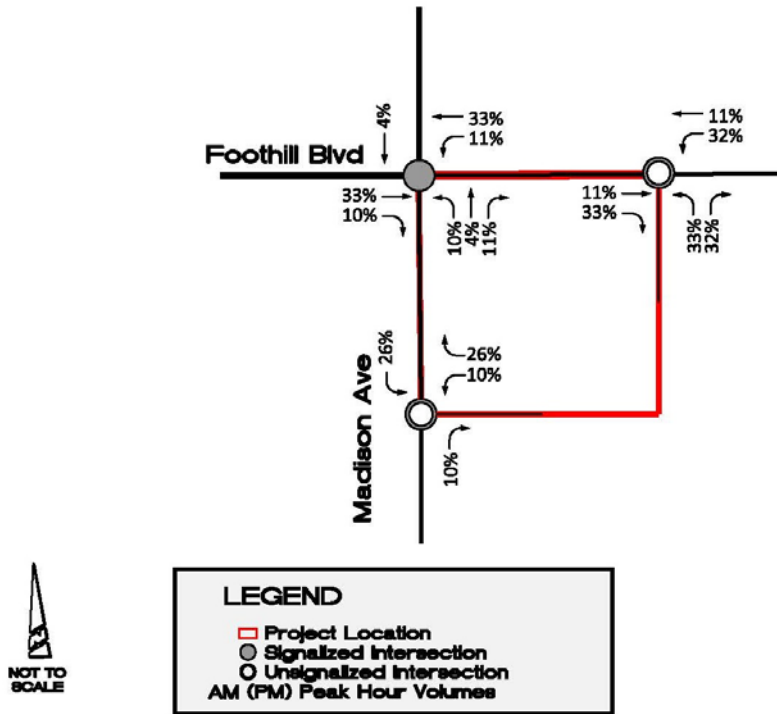 4%
33%
11%
11%
32%
Foothill Blvd
33%
10%
10%
4%
11%
11%
33%
33%
32%
26%
26%
10%
Madison Ave
10%
NOT TO
SCALE
LEGEND
Project Location
Signalized Intersection
Unsignalized Intersection
AM (PM) Peak Hour Volumes